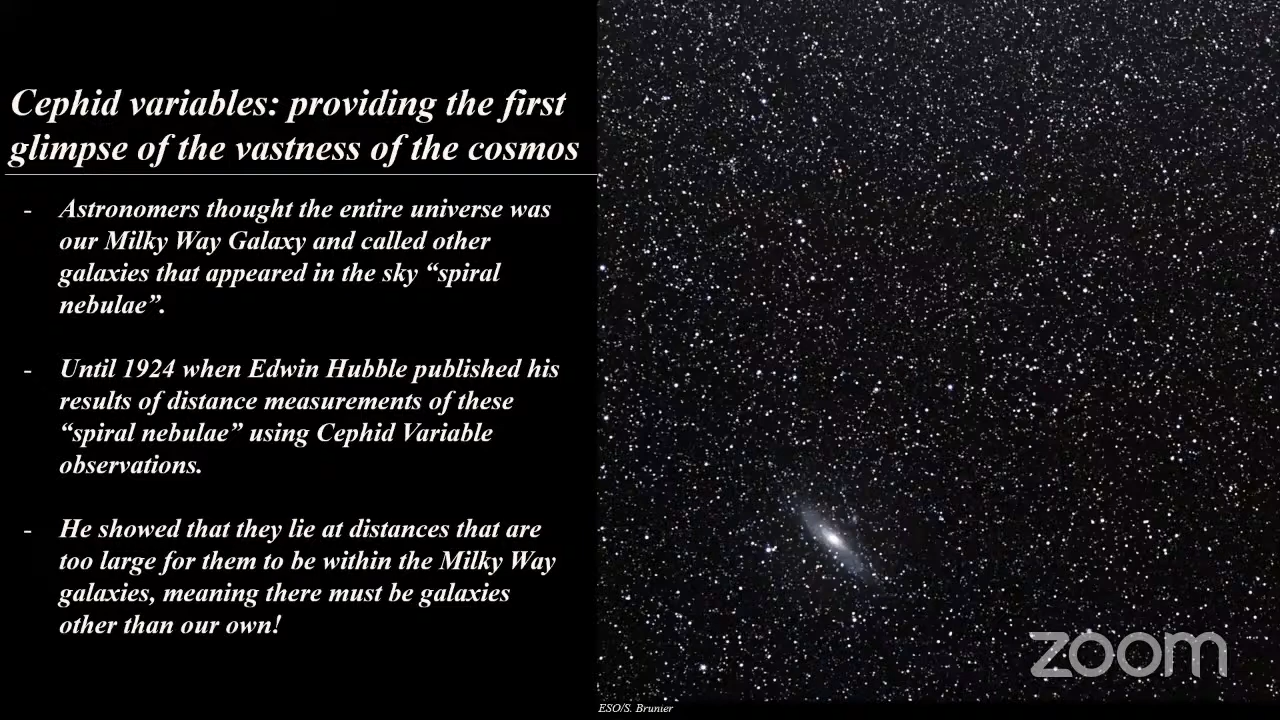 Cephid variables: providing the first
glimpse of the vastness of the cosmos
- Astronomers thought the entire universe was
our Milky Way Galaxy and called other
galaxies that appeared in the sky “spiral
nebulae”.
- Until 1924 when Edwin Hubble published his
results of distance measurements of these
“spiral nebulae” using Cephid Variable
observations.
- He showed that they lie at distances that are
too large for them to be within the Milky Way
galaxies, meaning there must be galaxies
other than our own!
zoom
ESO/S. Brunier